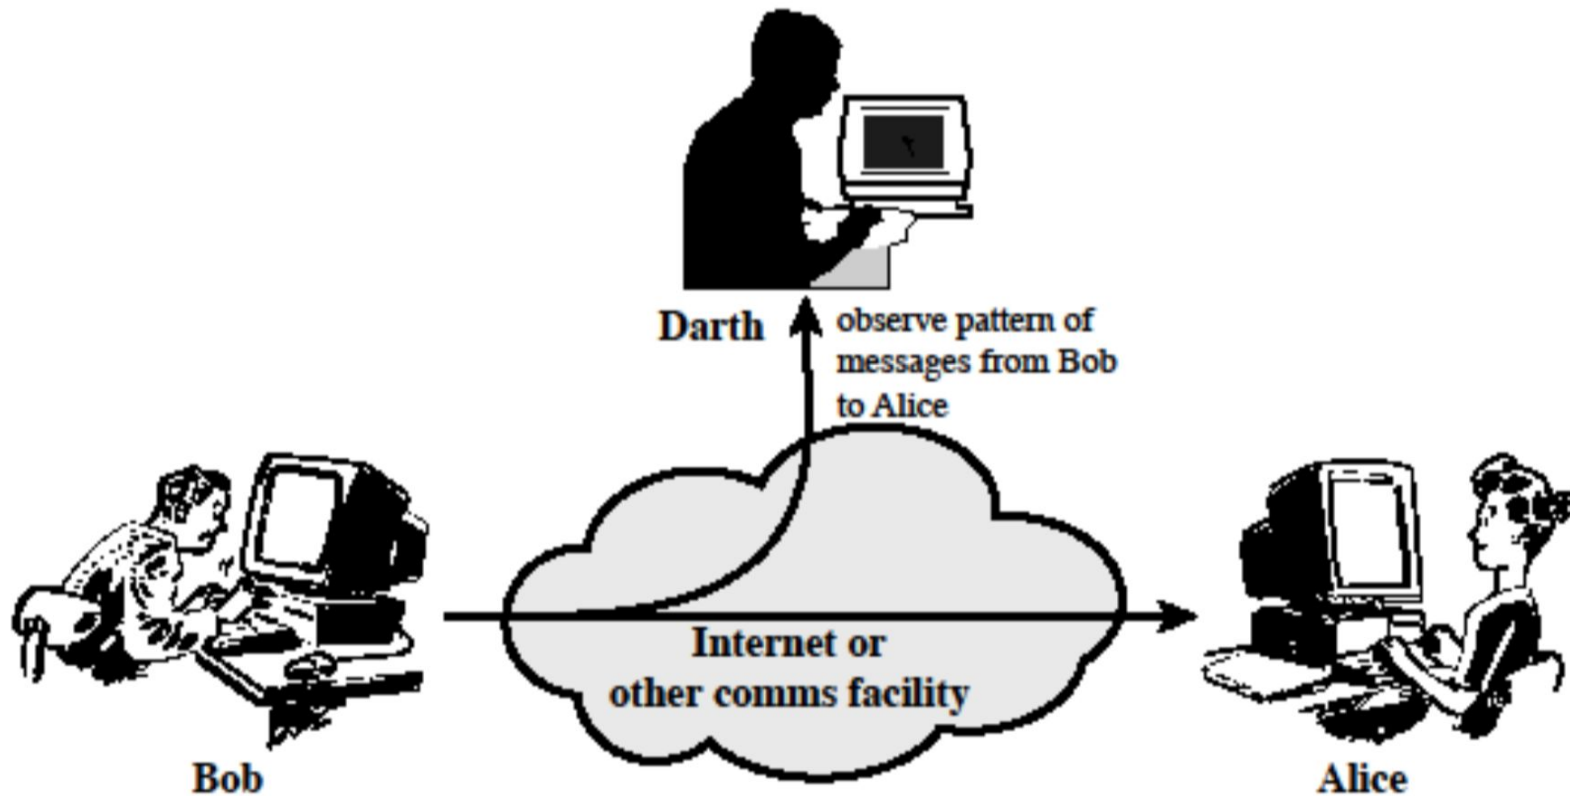 Darth
observe pattern of
messages from Bob
to Alice
Internet or
other comms facility
Bob
Alice